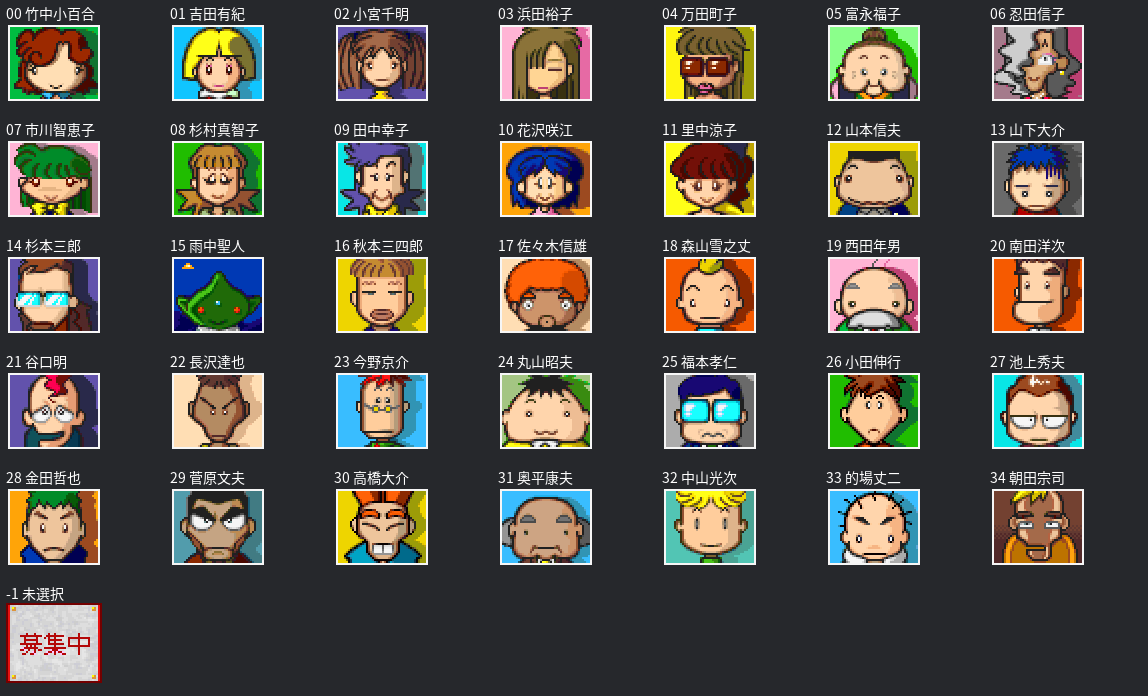 00 竹中小百合
01 吉田有紀
02 小宮千明
03 浜田裕子
04 万田町子
05 富永福子
06 忍田信子
07 市川智恵子
08 杉村真智子
09 田中幸子
10 花沢咲江
11 里中涼子
12 山本信夫
13 山下大介
14 杉本三郎
15 雨中聖人
16 秋本三四郎
17 佐々木信雄
18 森山雪之丈
19 西田年男
20 南田洋次
21 谷口明
22 長沢達也
23 今野京介
24 丸山昭夫
25 福本孝仁
26 小田伸行
27 池上秀夫
28 金田哲也
29 菅原文夫
30 高橋大介
31 奥平康夫
32 中山光次
33 的場丈二
34 朝田宗司
-1 未選択
募集中